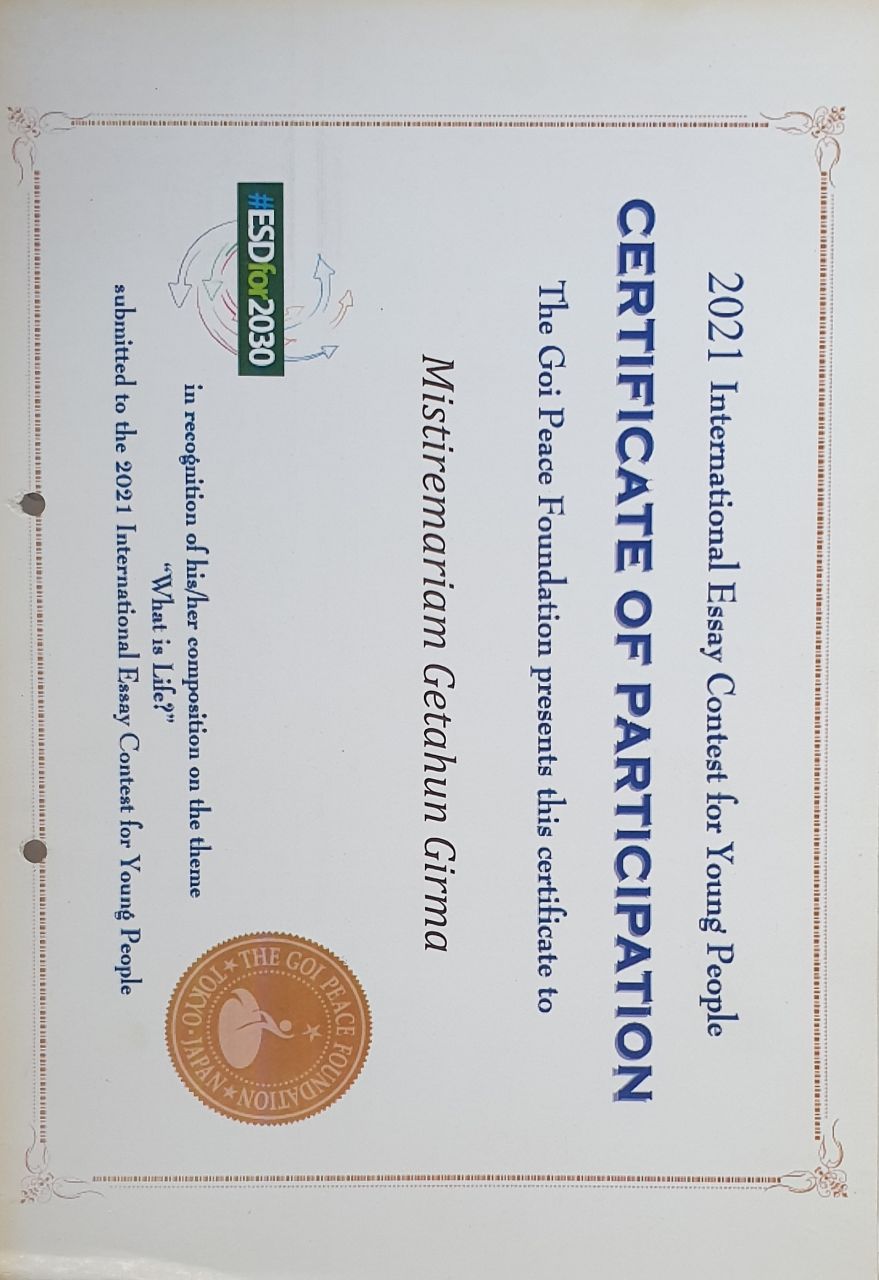 2021 International Essay Contest for Young People
CERTIFICATE OF PARTICIPATION
The Goi Peace Foundation presents this certificate to
Mistiremariam Getahun Girma
#ESDfor2030
in recognition of his/her composition on the theme
“What is Life?”
submitted to the 2021 International Essay Contest for Young People
THE GOI PEACE FOUNDATION
TOKYO · JAPAN